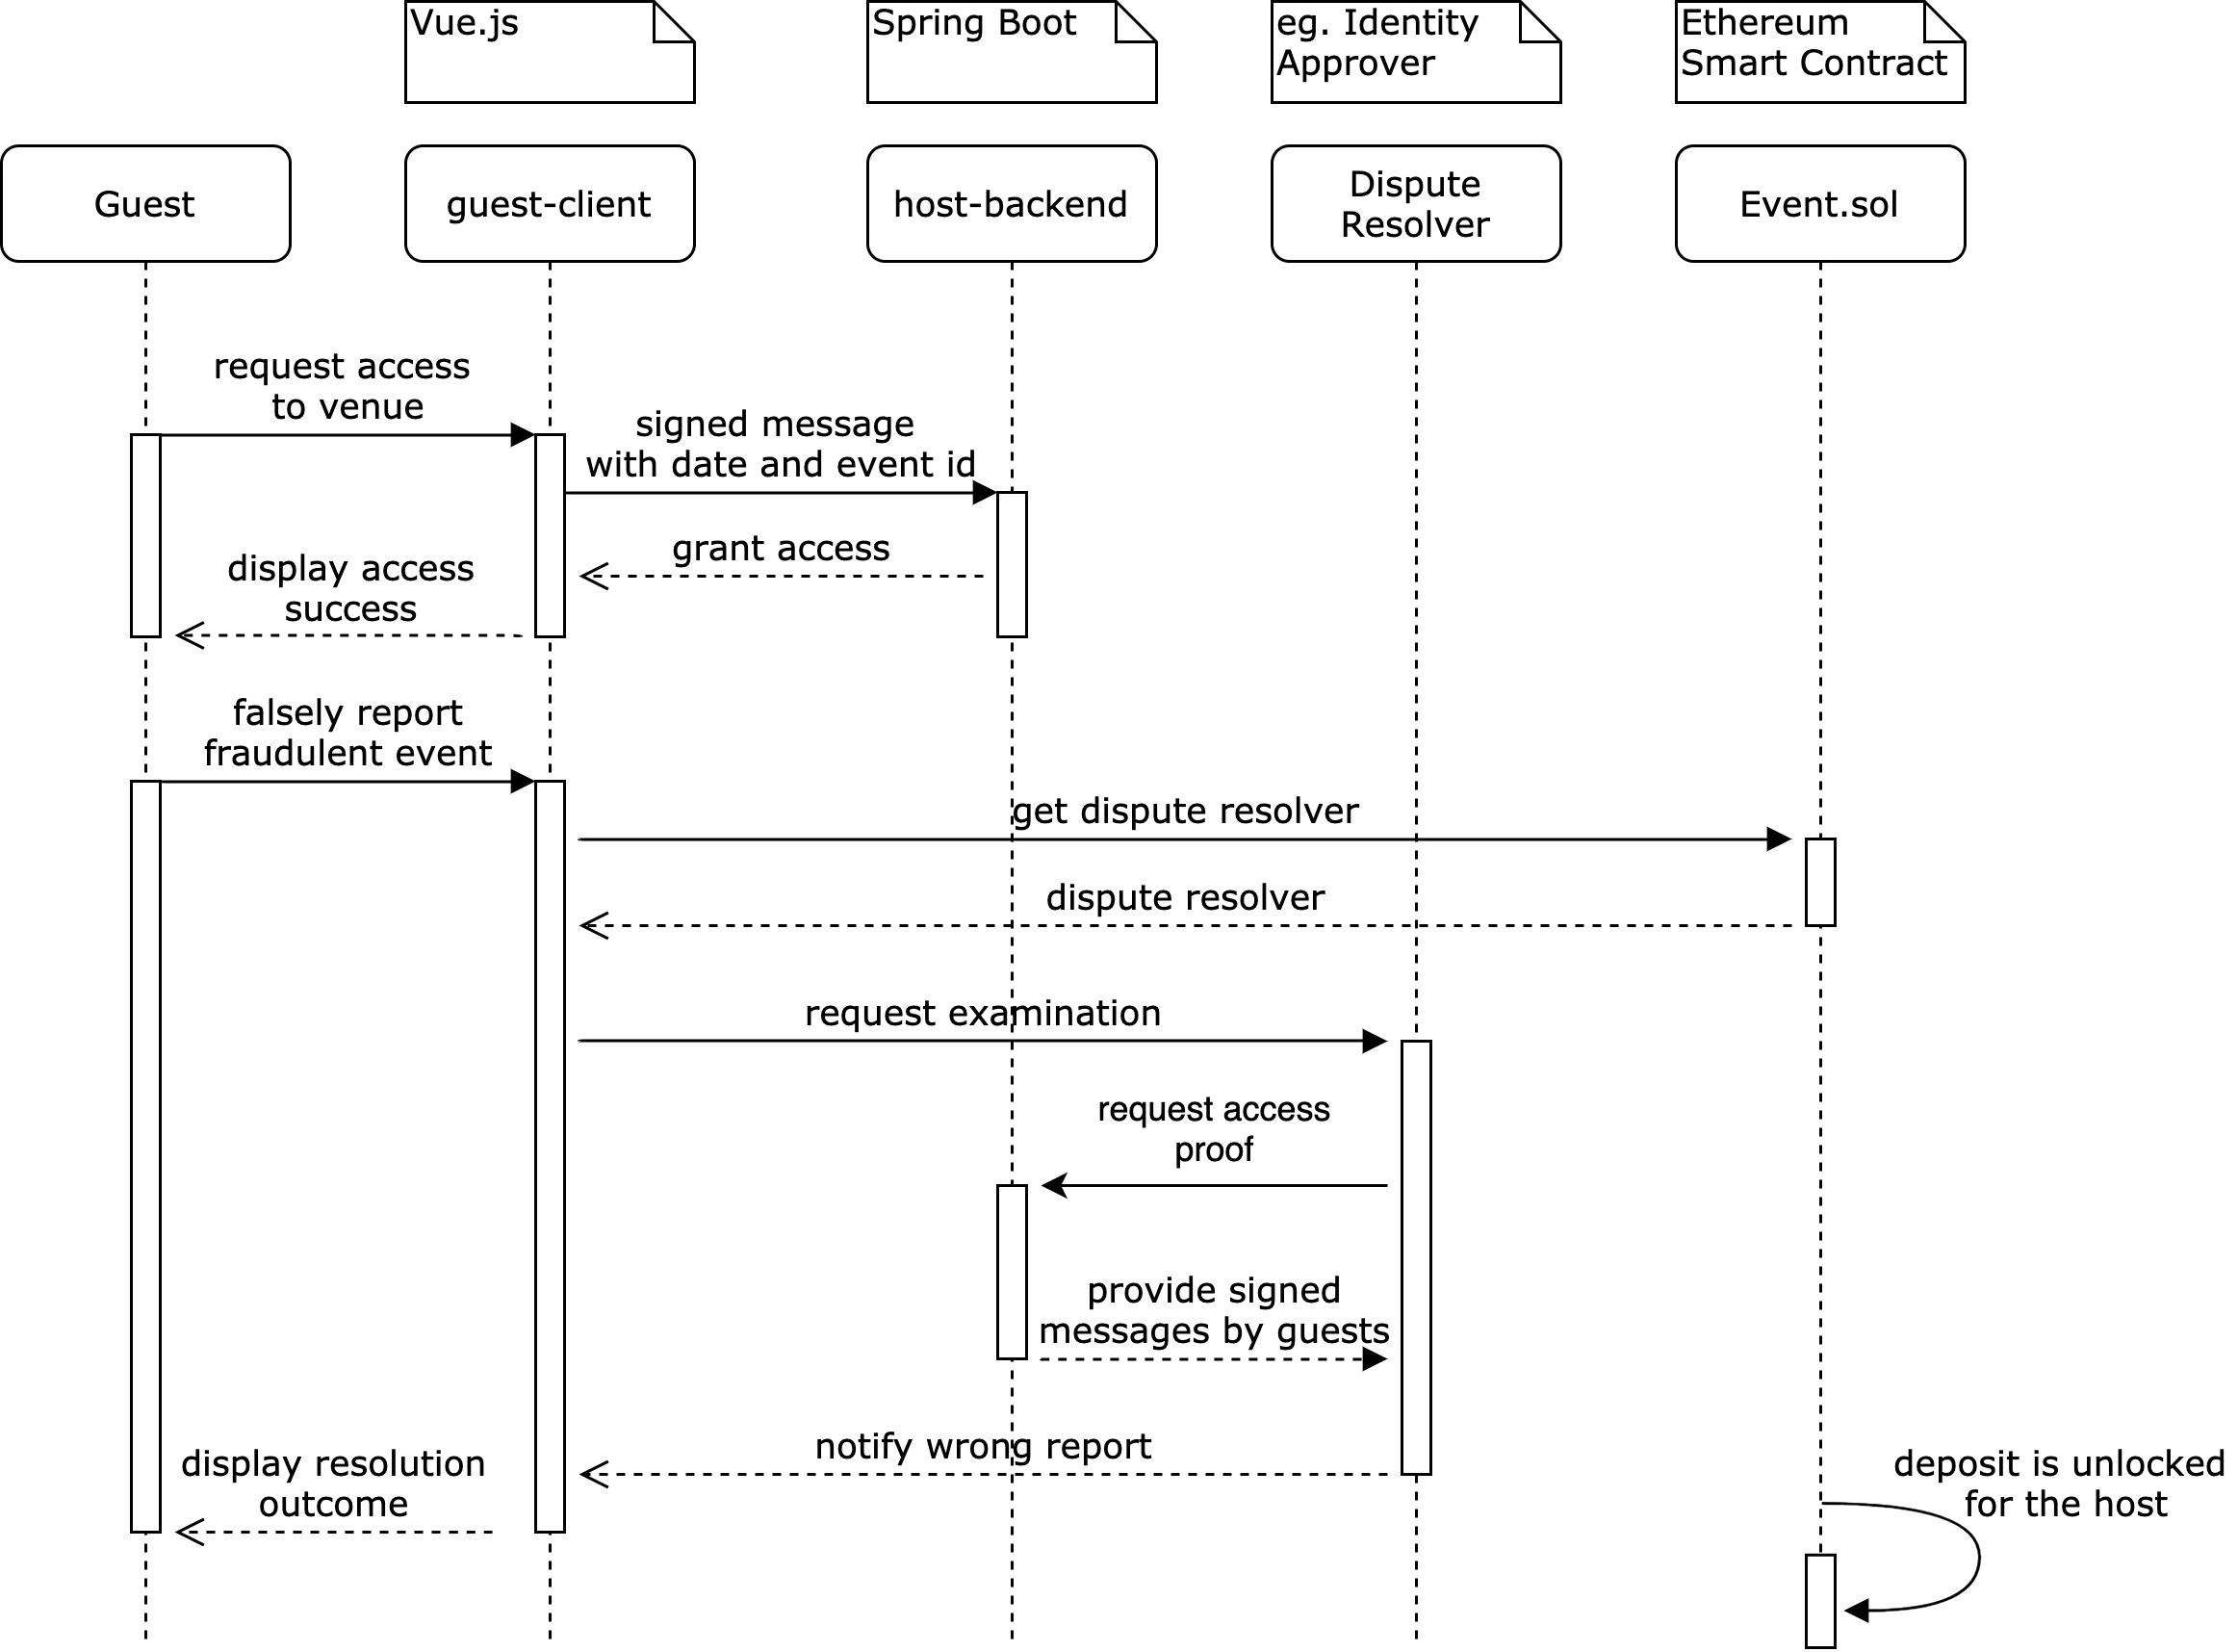 Vue.js
Spring Boot
eg. Identity
Approver
Ethereum
Smart Contract
Guest
guest-client
host-backend
Dispute
Resolver
Event.sol
request access
to venue
signed message
with date and event id
grant access
display access
success
falsely report
fraudulent event
get dispute resolver
dispute resolver
request examination
request access
proof
provide signed
messages by guests
notify wrong report
display resolution
outcome
deposit is unlocked
for the host